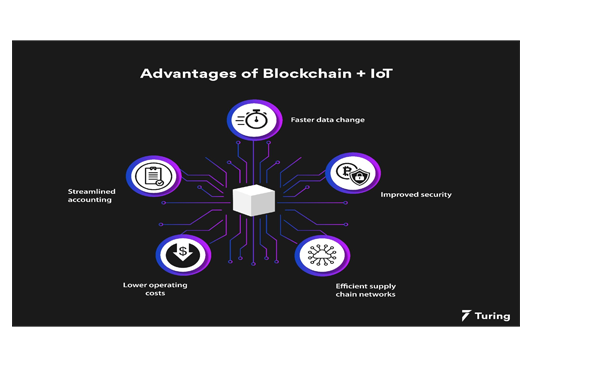 Advantages of Blockchain + IoT
Faster data change
Streamlined
accounting
Improved security
Lower operating
costs
Efficient supply
chain networks
Turing